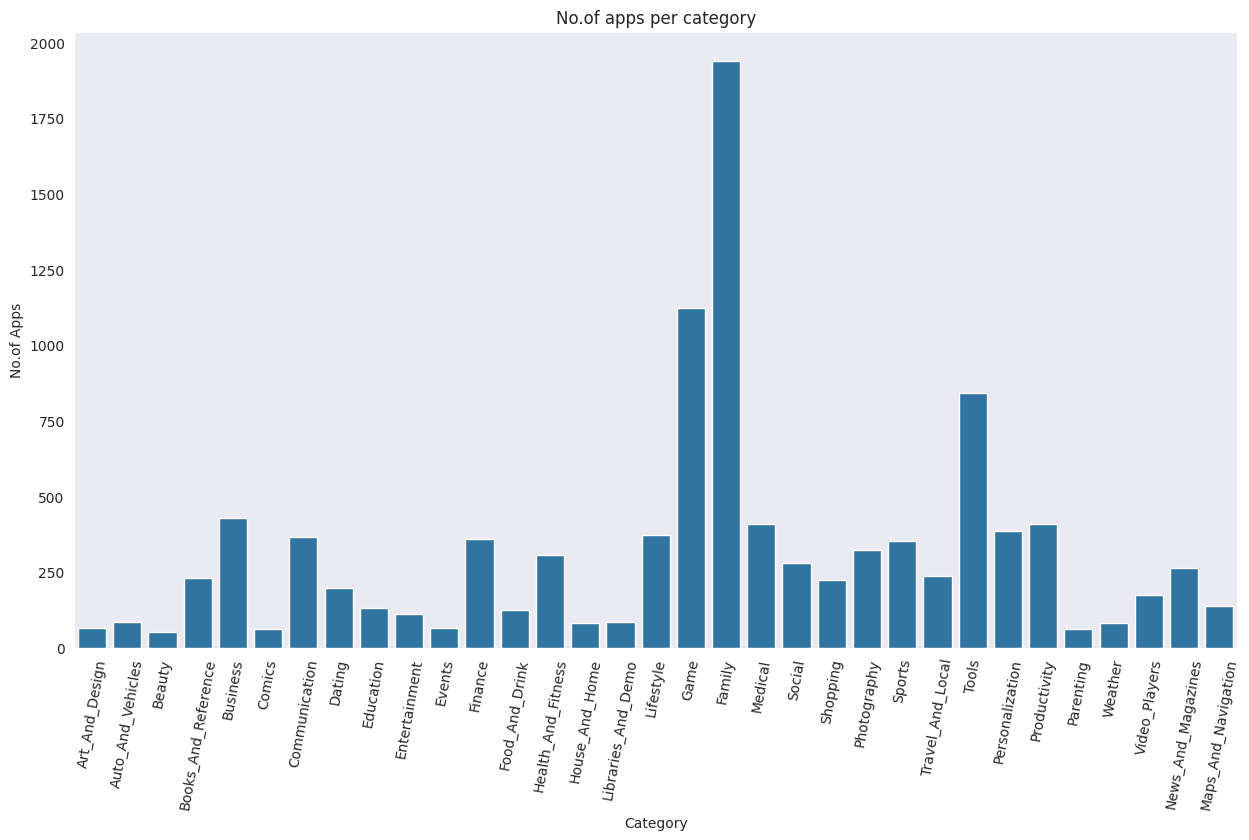 No.of apps per category
No.of Apps
2000
1750
1500
1250
1000
750
500
250
0
Art_And_Design
Auto_And_Vehicles
Beauty
Books_And_Reference
Business
Comics
Communication
Dating
Education
Entertainment
Events
Finance
Food_And_Drink
Health_And_Fitness
House_And_Home
Libraries_And_Demo
Lifestyle
Game
Family
Medical
Social
Shopping
Photography
Sports
Travel_And_Local
Tools
Personalization
Productivity
Parenting
Weather
Video_Players
News_And_Magazines
Maps_And_Navigation
Category